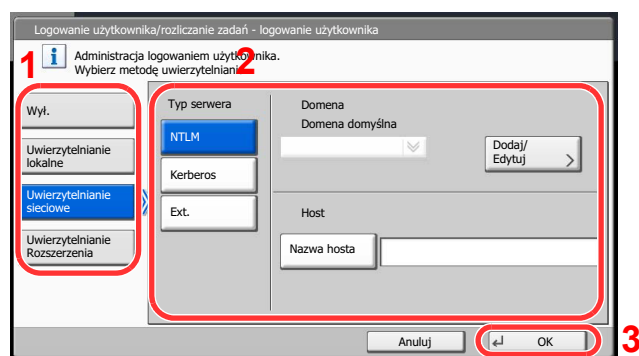 Logowanie użytkownika/rozliczanie zadań - logowanie użytkownika
Administracja logowaniem użytkownika.
Wybierz metodę uwierzytelniania
1
2
Wył.
Uwierzytelnianie
lokalne
Uwierzytelnianie
sieciowe
Uwierzytelnianie
Rozszerzenia
Typ serwera
NTLM
Kerberos
Ext.
Domena
Domena domyślna
Dodaj/
Edytuj
Host
Nazwa hosta
Anuluj
OK
3